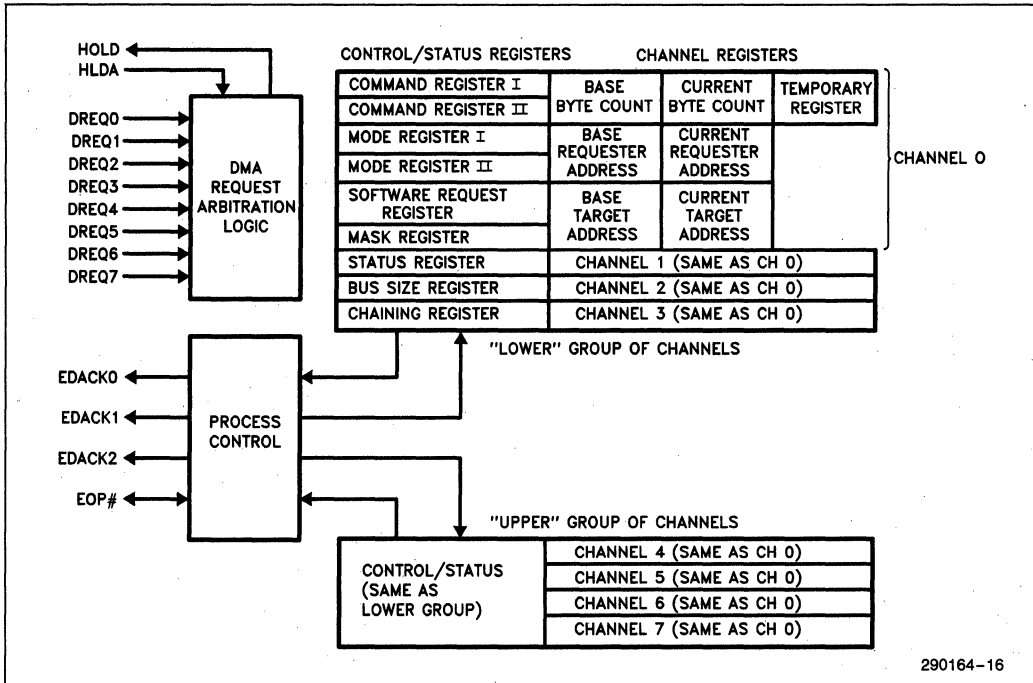 HOLD
HLDA
DREQ0
DREQ1
DREQ2
DREQ3
DREQ4
DREQ5
DREQ6
DREQ7
DMA
REQUEST
ARBITRATION
LOGIC
CONTROL/STATUS REGISTERS
CHANNEL REGISTERS
COMMAND REGISTER I
COMMAND REGISTER II
MODE REGISTER I
MODE REGISTER II
SOFTWARE REQUEST
REGISTER
MASK REGISTER
STATUS REGISTER
BUS SIZE REGISTER
CHAINING REGISTER
BASE
BYTE COUNT
CURRENT
BYTE COUNT
TEMPORARY
REGISTER
BASE
REQUESTER
ADDRESS
CURRENT
REQUESTER
ADDRESS
BASE
TARGET
ADDRESS
CURRENT
TARGET
ADDRESS
CHANNEL 0
CHANNEL 1 (SAME AS CH 0)
CHANNEL 2 (SAME AS CH 0)
CHANNEL 3 (SAME AS CH 0)
"LOWER" GROUP OF CHANNELS
EDACK0
EDACK1
EDACK2
EOP#
PROCESS
CONTROL
"UPPER" GROUP OF CHANNELS
CONTROL/STATUS
(SAME AS
LOWER GROUP)
CHANNEL 4 (SAME AS CH 0)
CHANNEL 5 (SAME AS CH 0)
CHANNEL 6 (SAME AS CH 0)
CHANNEL 7 (SAME AS CH 0)
290164-16